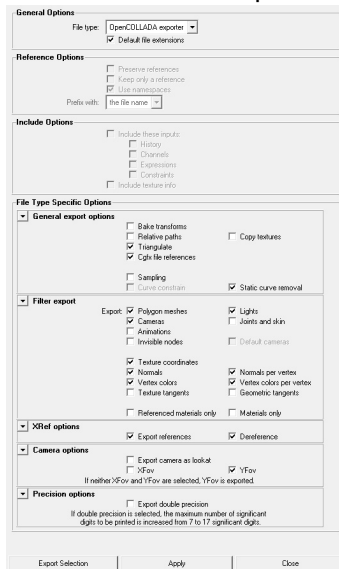 General Options
File type: OpenCOLLADA exporter
Default file extensions
Reference Options
Preserve references
Keep only a reference
Use namespaces
Prefix with: the file name
Include Options
Include these inputs:
History
Channels
Expressions
Constraints
Include texture info
File Type Specific Options
General export options
Bake transforms
Relative paths Copy textures
Triangulate
Cgfx file references
Sampling
Curve constrain Static curve removal
Filter export
Export: Polygon meshes Lights
Cameras Joints and skin
Animations
Invisible nodes Default cameras
Texture coordinates
Normals Normals per vertex
Vertex colors Vertex colors per vertex
Texture tangents Geometric tangents
Referenced materials only Materials only
XRef options
Export references Dereference
Camera options
Export camera as lookat
XFov YFov
If neither XFov and YFov are selected, YFov is exported.
Precision options
Export double precision
If double precision is selected, the maximum number of significant
digits to be printed is increased from 7 to 17 significant digits.
Export Selection Apply Close